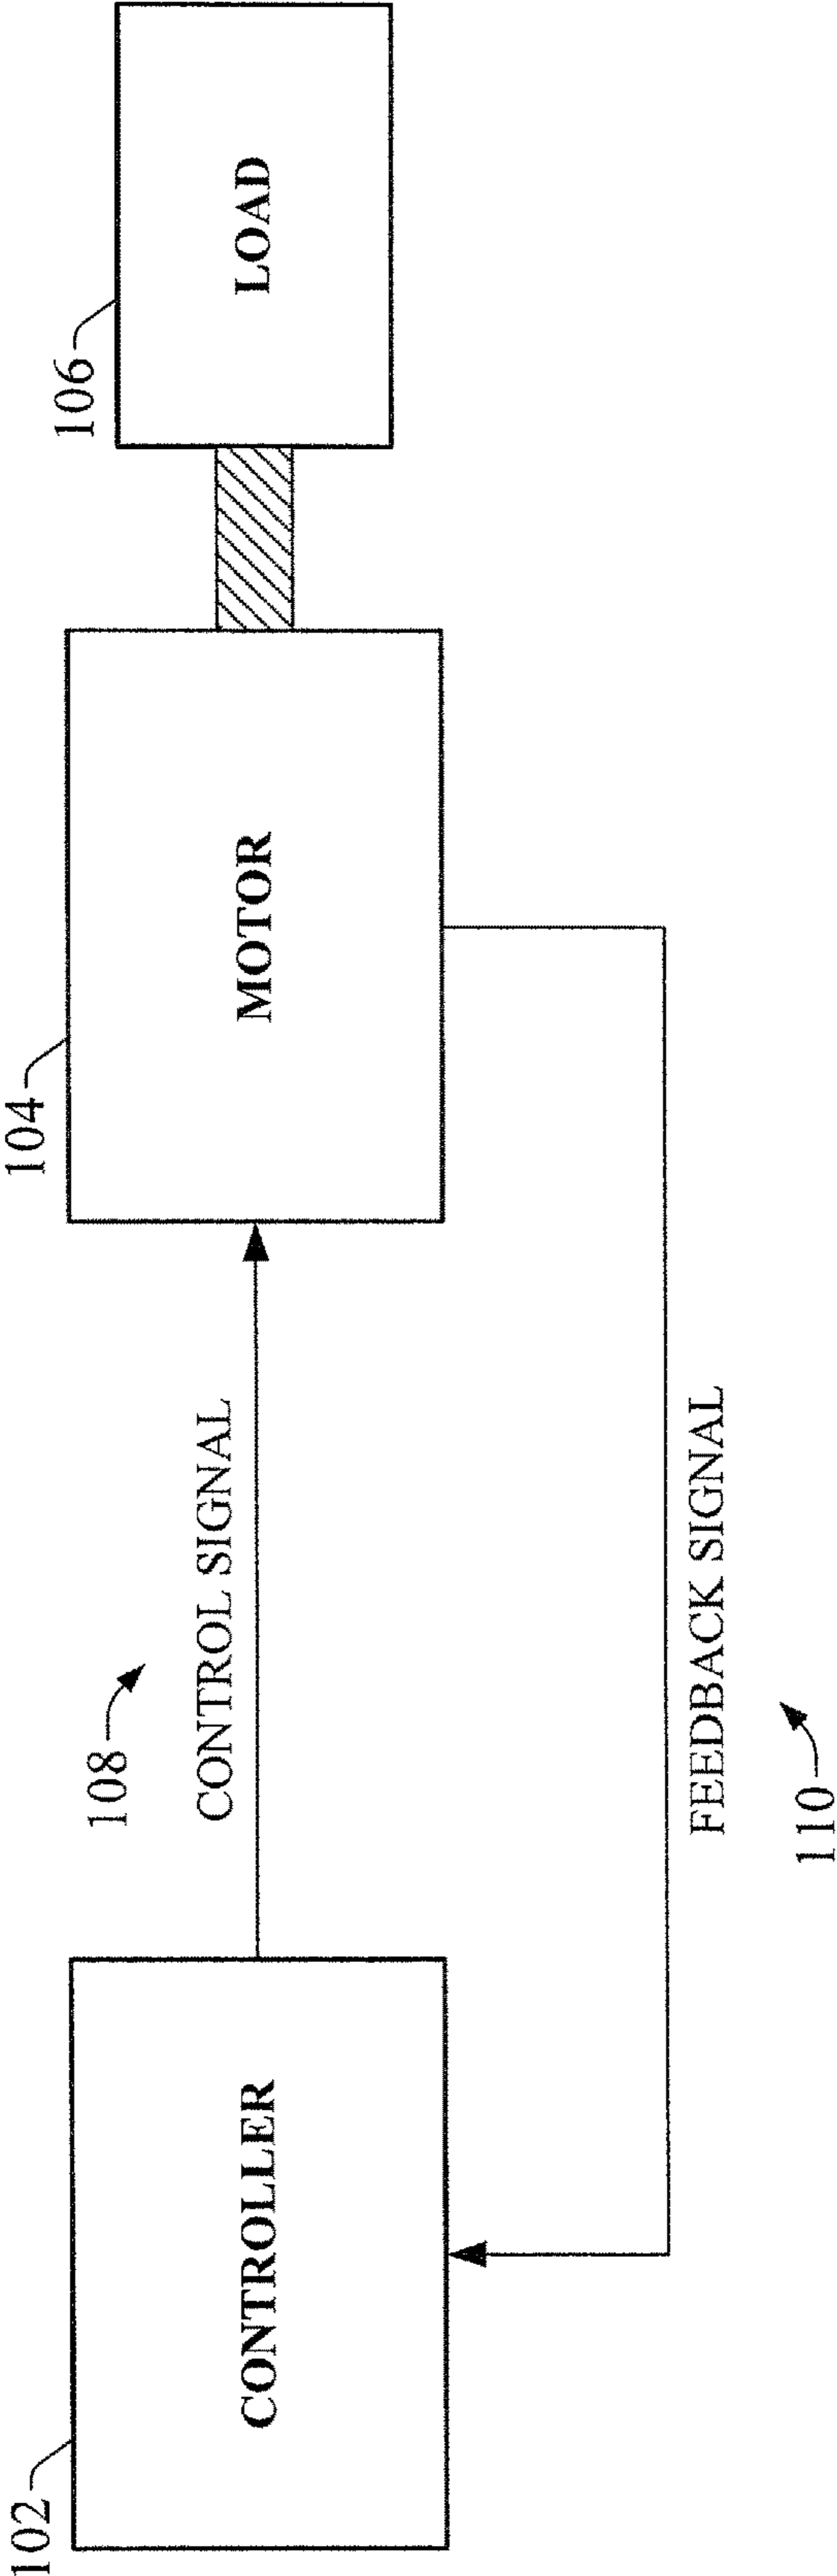 102
CONTROLLER
108
CONTROL SIGNAL
104
MOTOR
106
LOAD
FEEDBACK SIGNAL
110